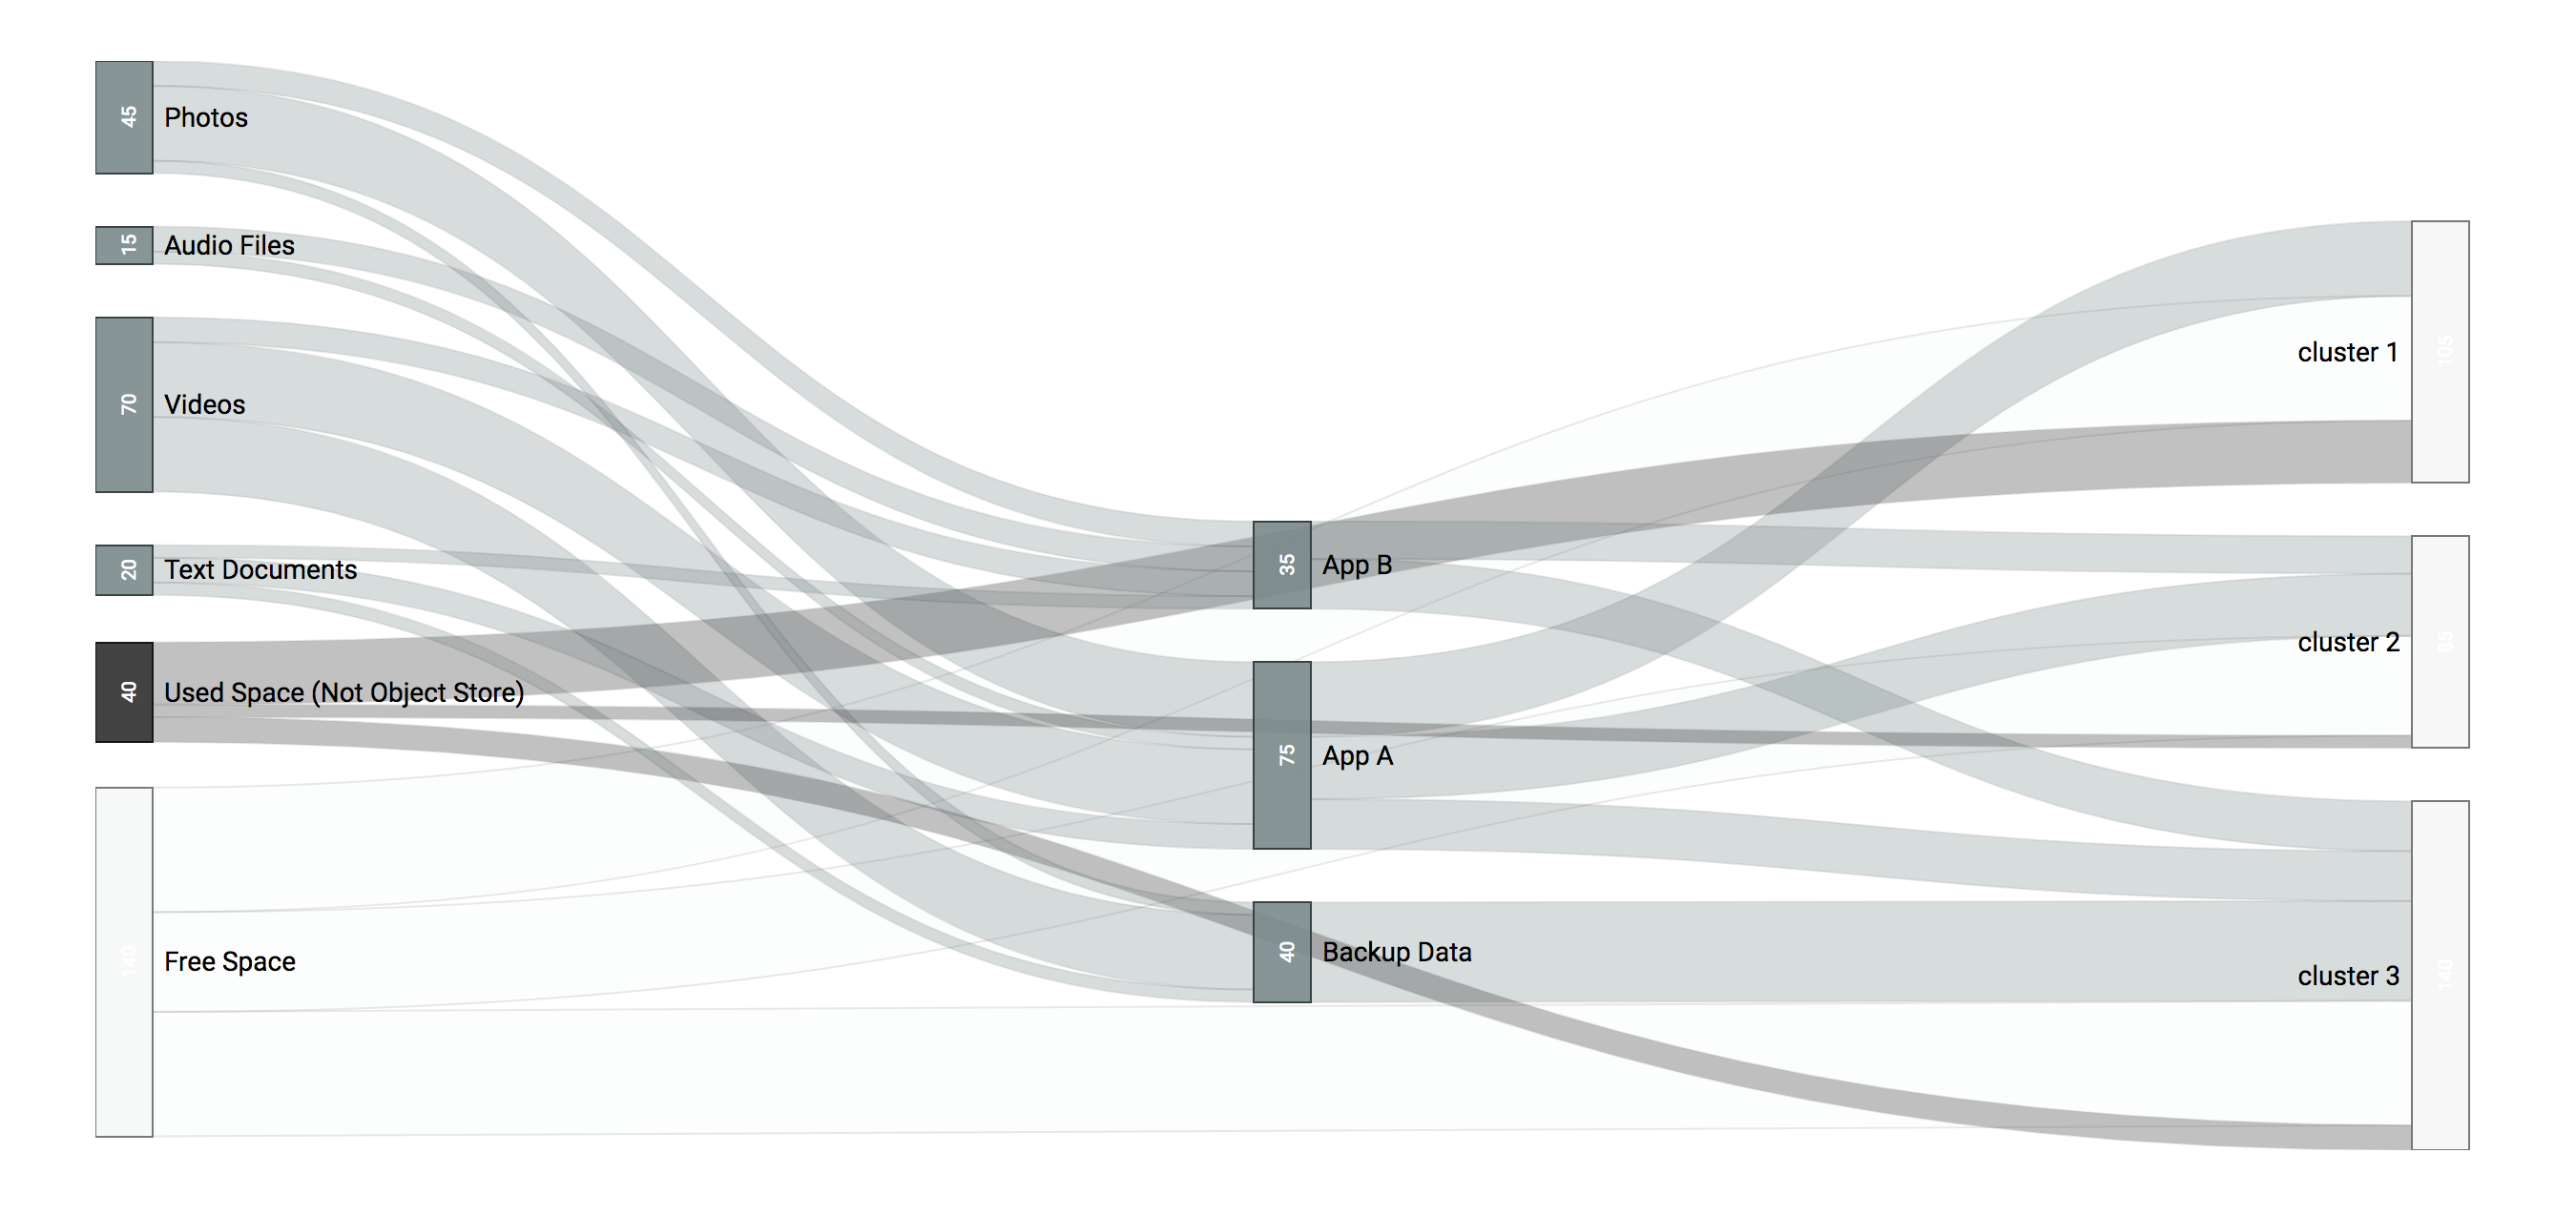 45
Photos
15
Audio Files
70
Videos
20
Text Documents
40
Used Space (Not Object Store)
140
Free Space
35
App B
75
App A
40
Backup Data
cluster 1
105
cluster 2
85
cluster 3
140